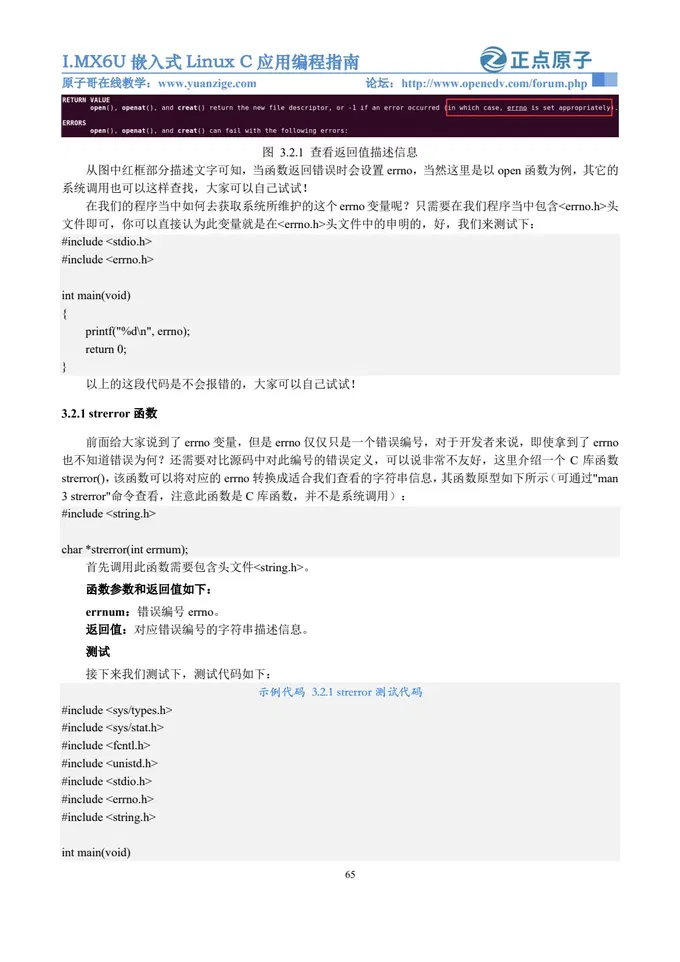 I.MX6U 嵌入式 Linux C 应用编程指南
正点原子
原子哥在线教学：www.yuanzige.com 论坛：http://www.openedv.com/forum.php
RETURN VALUE
open(), openat(), and creat() return the new file descriptor, or -1 if an error occurred (in which case, errno is set appropriately).
ERRORS
open(), openat(), and creat() can fail with the following errors:
图 3.2.1 查看返回值描述信息
从图中红框部分描述文字可知，当函数返回错误时会设置 errno，当然这里是以 open 函数为例，其它的
系统调用也可以这样查找，大家可以自己试试！
在我们的程序当中如何去获取系统所维护的这个errno变量呢？只需要在我们程序当中包含<errno.h>头
文件即可，你可以直接认为此变量就是在<errno.h>头文件中的申明的，好，我们来测试下：
#include <stdio.h>
#include <errno.h>
int main(void)
{
printf("%d\n", errno);
return 0;
}
以上的这段代码是不会报错的，大家可以自己试试！
3.2.1 strerror 函数
前面给大家说到了 errno 变量，但是 errno 仅仅只是一个错误编号，对于开发者来说，即使拿到了 errno
也不知道错误为何？还需要对比源码中对此编号的错误定义，可以说非常不友好，这里介绍一个 C 库函数
strerror()，该函数可以将对应的 errno 转换成适合我们查看的字符串信息，其函数原型如下所示（可通过"man
3 strerror"命令查看，注意此函数是 C 库函数，并不是系统调用）：
#include <string.h>
char *strerror(int errnum);
首先调用此函数需要包含头文件<string.h>。
函数参数和返回值如下：
errnum：错误编号 errno。
返回值：对应错误编号的字符串描述信息。
测试
接下来我们测试下，测试代码如下：
示例代码 3.2.1 strerror 测试代码
#include <sys/types.h>
#include <sys/stat.h>
#include <fcntl.h>
#include <unistd.h>
#include <stdio.h>
#include <errno.h>
#include <string.h>
int main(void)
65